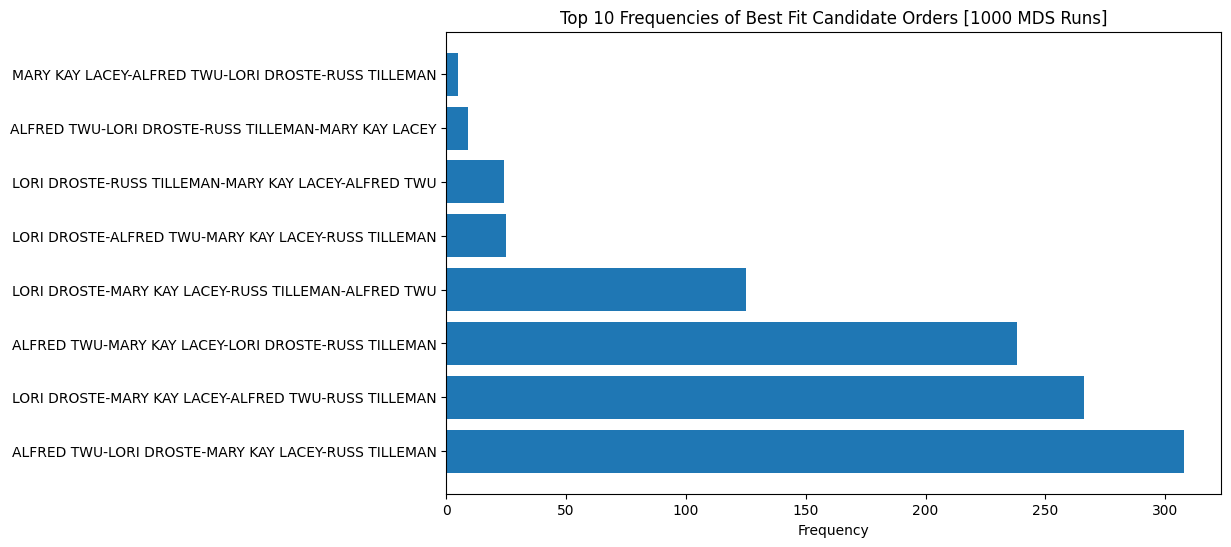 Top 10 Frequencies of Best Fit Candidate Orders [1000 MDS Runs]
MARY KAY LACEY-ALFRED TWU-LORI DROSTE-RUSS TILLEMAN
ALFRED TWU-LORI DROSTE-RUSS TILLEMAN-MARY KAY LACEY
LORI DROSTE-RUSS TILLEMAN-MARY KAY LACEY-ALFRED TWU
LORI DROSTE-ALFRED TWU-MARY KAY LACEY-RUSS TILLEMAN
LORI DROSTE-MARY KAY LACEY-RUSS TILLEMAN-ALFRED TWU
ALFRED TWU-MARY KAY LACEY-LORI DROSTE-RUSS TILLEMAN
LORI DROSTE-MARY KAY LACEY-ALFRED TWU-RUSS TILLEMAN
ALFRED TWU-LORI DROSTE-MARY KAY LACEY-RUSS TILLEMAN
0 50 100 150 200 250 300
Frequency